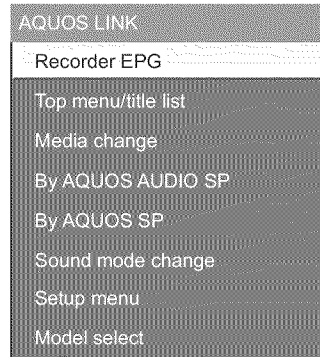 AQUOS LINK
Recorder EPG
Top menu/title list
Media change
By AQUOS AUDIO SP
By AQUOS SP
Sound mode change
Setup menu
Model select